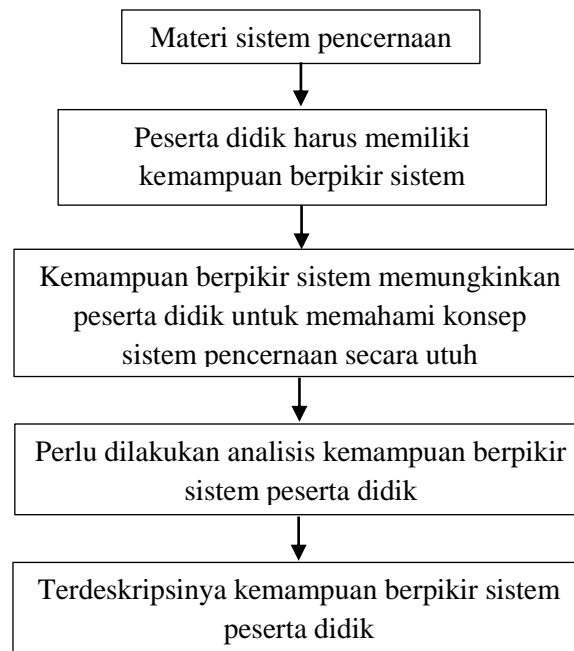 Materi sistem pencernaan
Peserta didik harus memiliki
kemampuan berpikir sistem
Kemampuan berpikir sistem memungkinkan
peserta didik untuk memahami konsep
sistem pencernaan secara utuh
Perlu dilakukan analisis kemampuan berpikir
sistem peserta didik
Terdeskripsinya kemampuan berpikir sistem
peserta didik